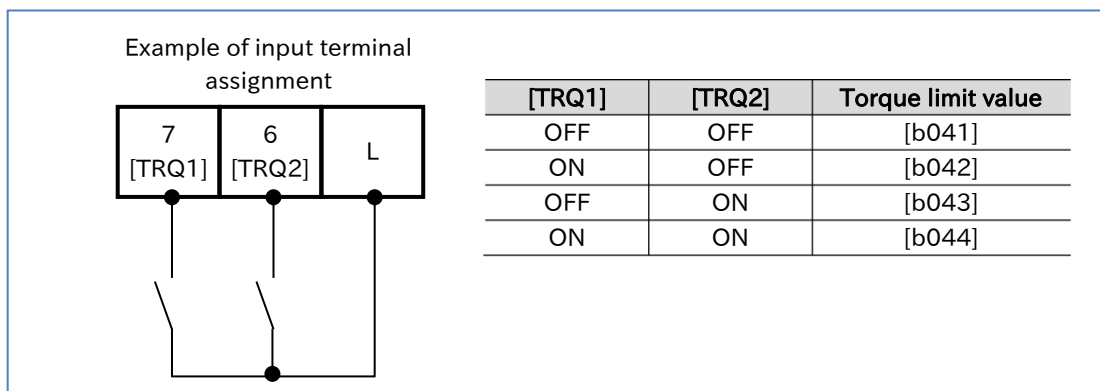 Example of input terminal
assignment
7
[TRQ1]
6
[TRQ2]
L
[TRQ1] [TRQ2] Torque limit value
OFF OFF [b041]
ON OFF [b042]
OFF ON [b043]
ON ON [b044]